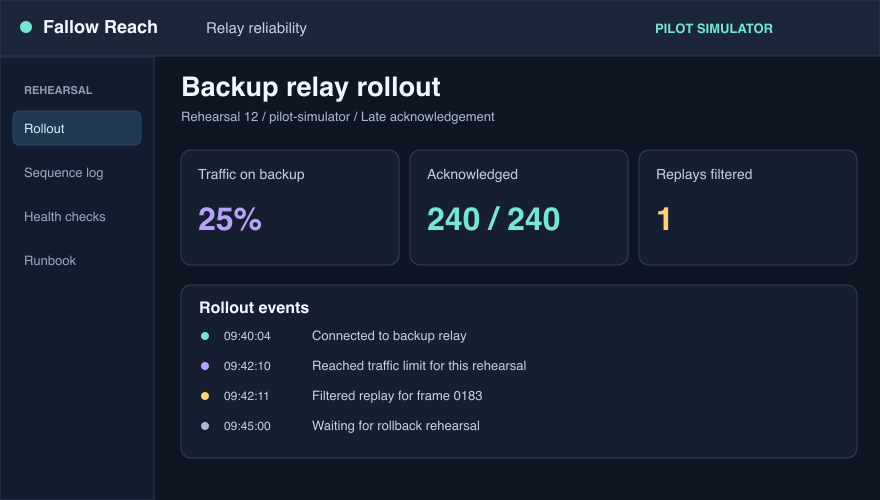 Fallow Reach
Relay reliability
PILOT SIMULATOR
REHEARSAL
Rollout
Sequence log
Health checks
Runbook
Backup relay rollout
Rehearsal 12 / pilot-simulator / Late acknowledgement
Traffic on backup
25%
Acknowledged
240 / 240
Replays filtered
1
Rollout events
09:40:04 Connected to backup relay
09:42:10 Reached traffic limit for this rehearsal
09:42:11 Filtered replay for frame 0183
09:45:00 Waiting for rollback rehearsal